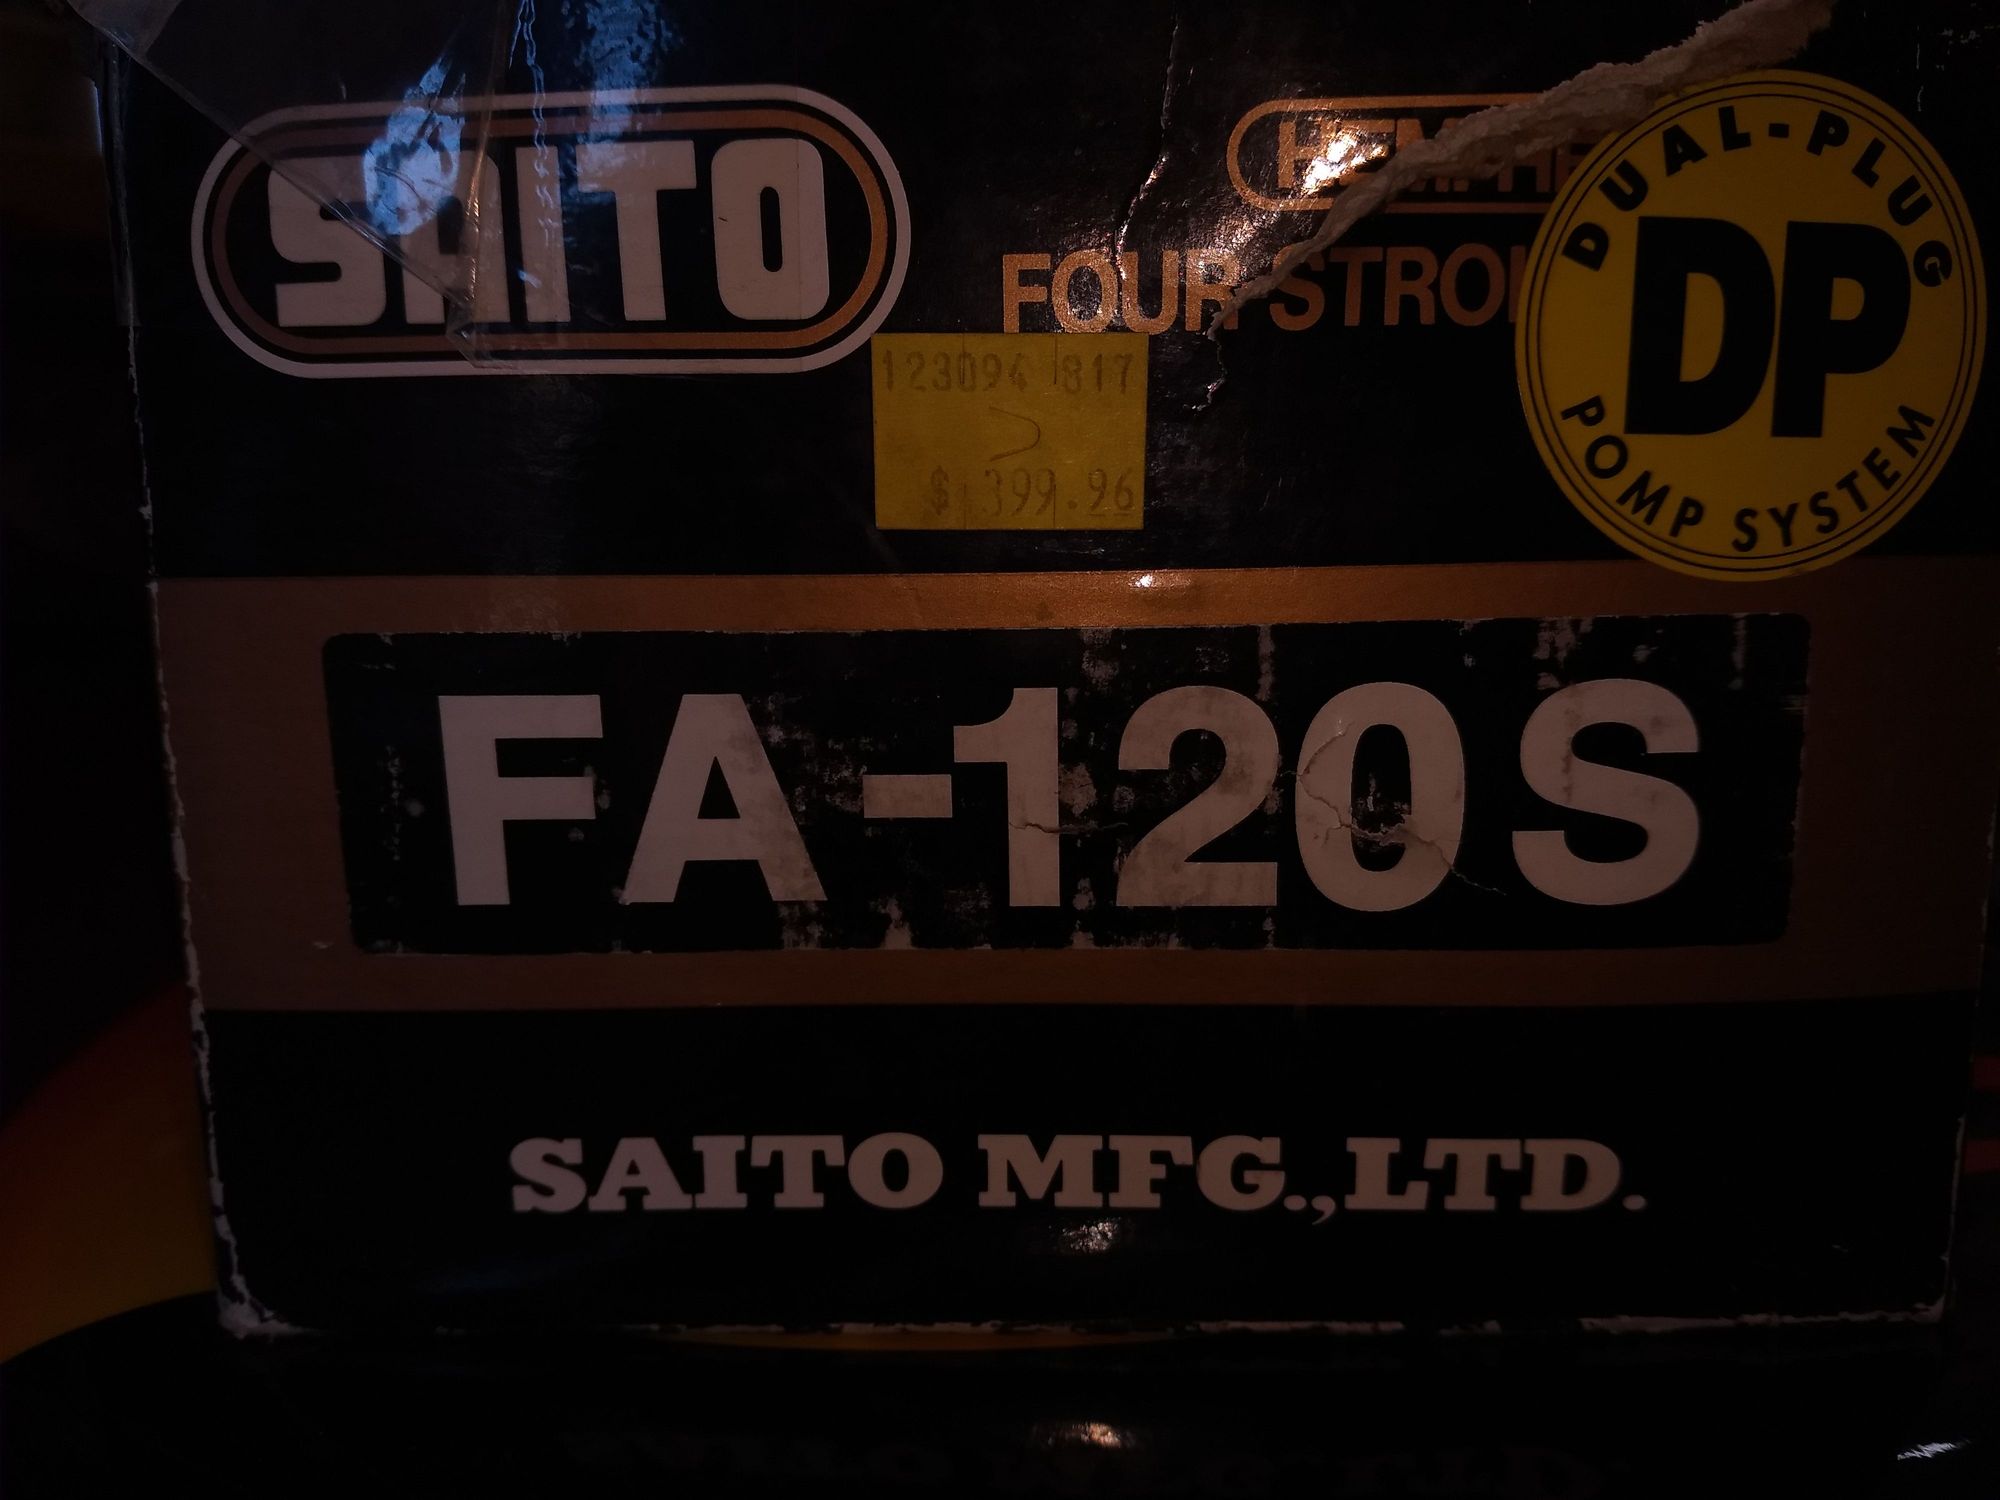 SAITO
FOUR STRO
DUAL-PLUG
DP
POMP SYSTEM
123094 817
$ 399.96
FA-120S
SAITO MFG.,LTD.